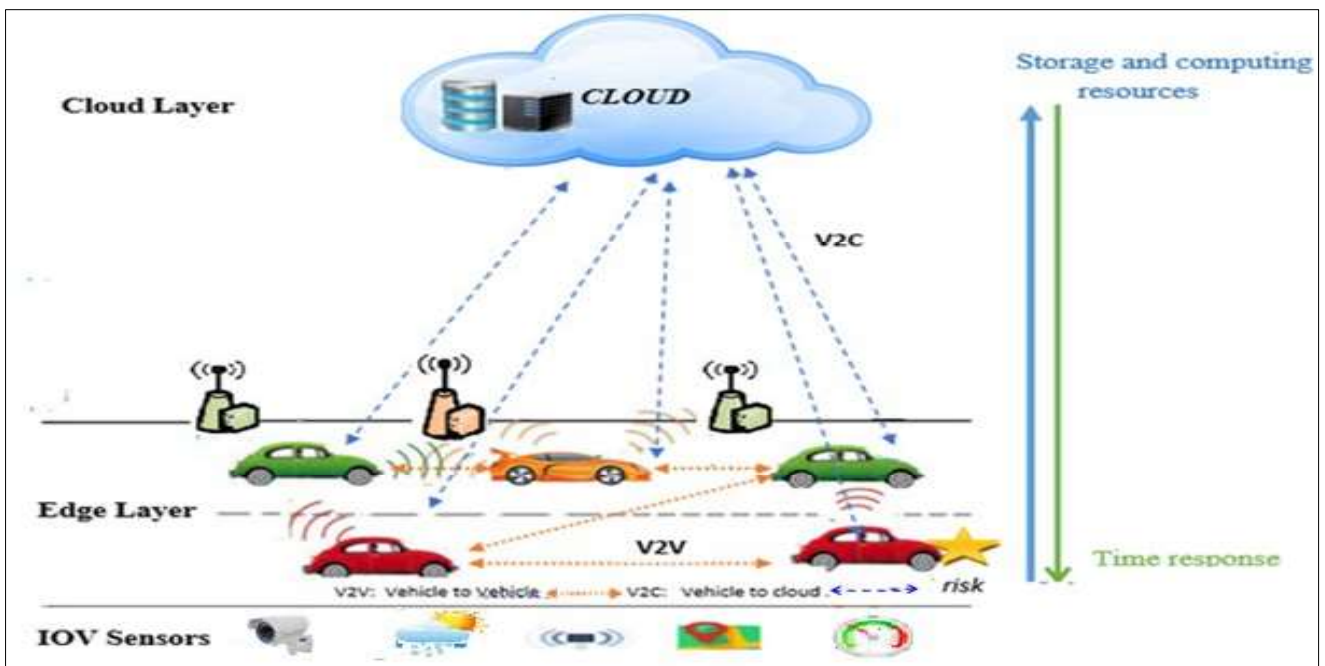 Storage and computing
resources
Cloud Layer
CLOUD
V2C
Edge Layer
V2V
Time response
V2V: Vehicle to Vehicle
V2C: Vehicle to cloud
risk
IOV Sensors